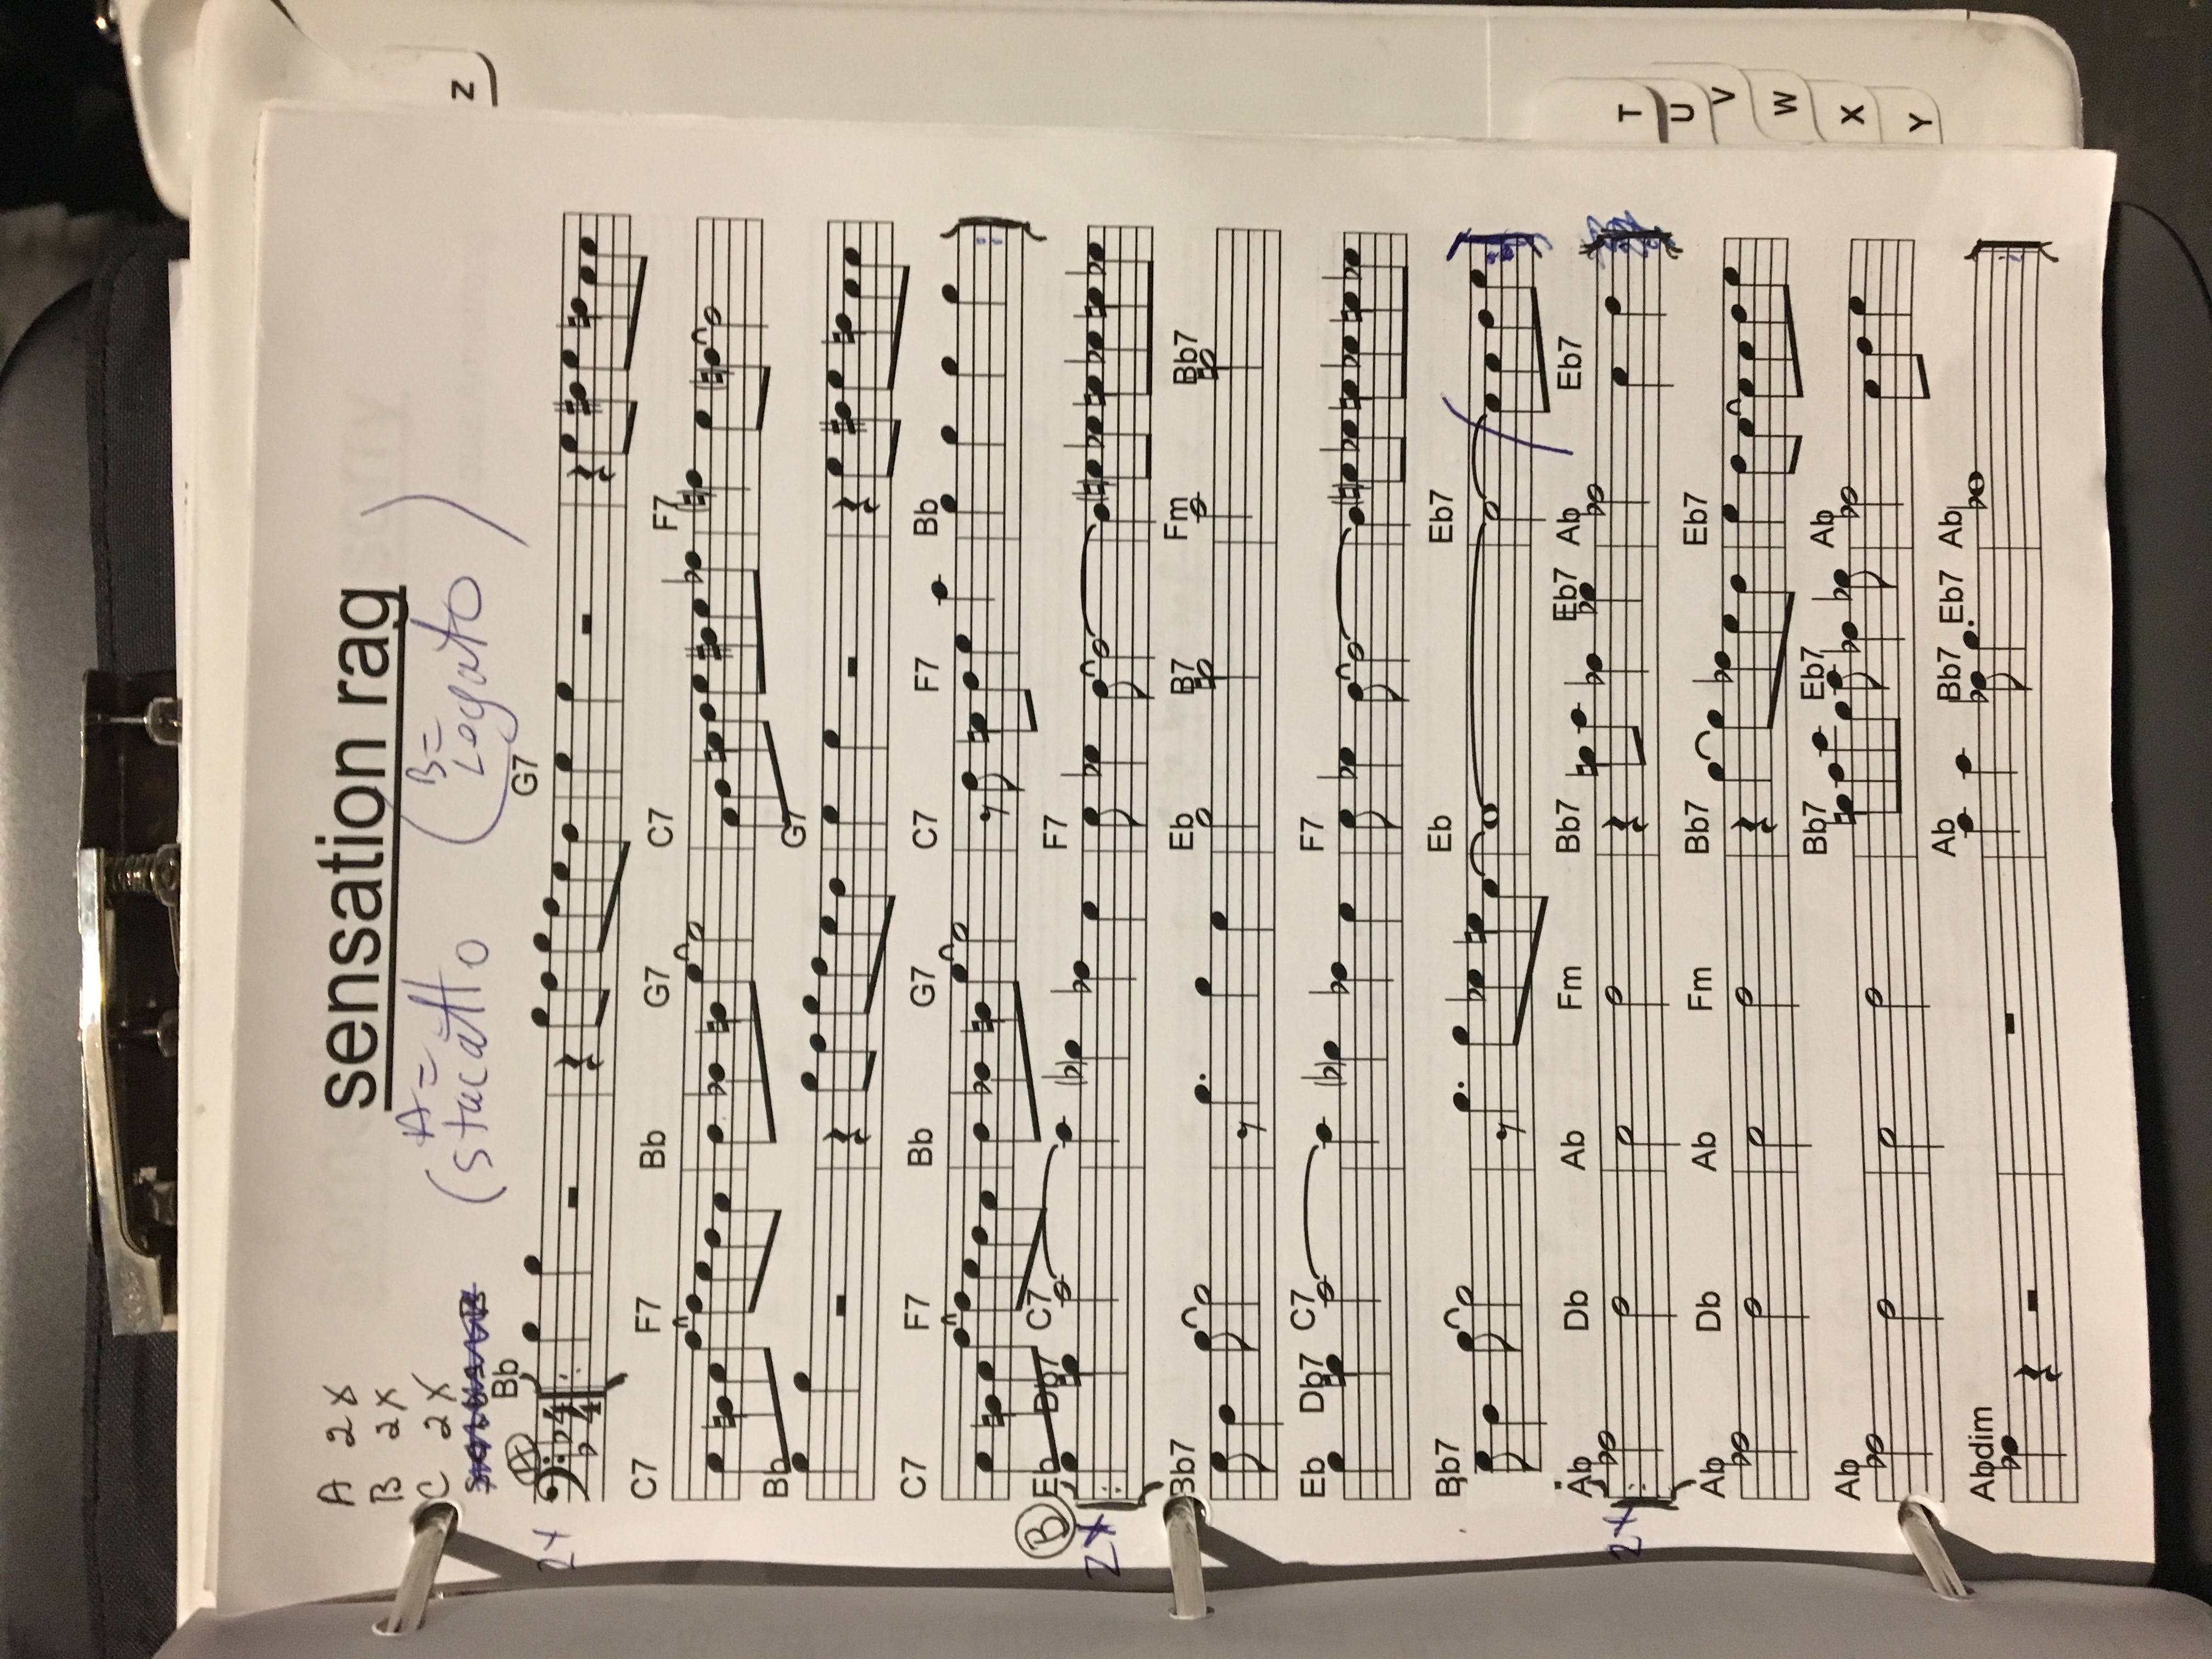 sensation rag
A 2X
B 2X
C 2X
A = B =
(stacatto (Legato)
A Bb G7
2X 4 4
C7 F7 Bb G7 C7 F7
Bb G7
C7 F7 Bb G7 C7 F7 Bb
B Eb Db7 C7 F7
2X
Bb7 Eb B7 Fm Bb7
Eb Db7 C7 F7
Bb7 Eb Eb7
Ab Db Ab Fm Bb7 Eb7 Ab Eb7
2X
Ab Db Ab Fm Bb7 Eb7
Ab Bb7 Eb7 Ab
Abdim Ab Bb7 Eb7 Ab
Z
T
U
V
W
X
Y